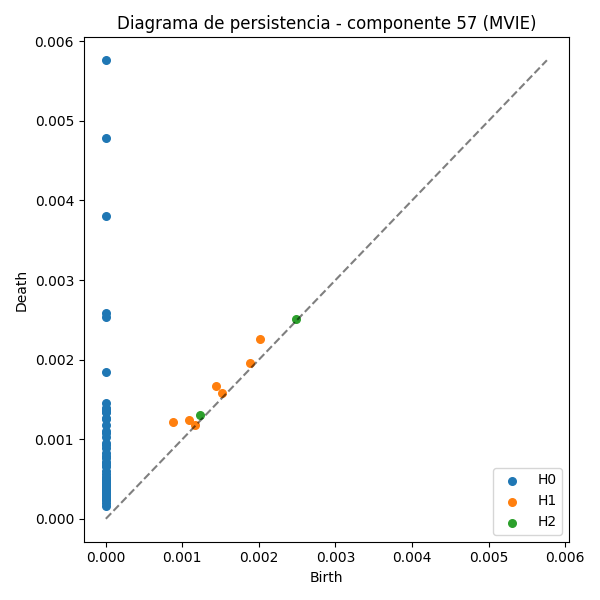 Diagrama de persistencia - componente 57 (MVIE)
0.006
0.005
0.004
0.003
0.002
0.001
0.000
Death
H0
H1
H2
0.000 0.001 0.002 0.003 0.004 0.005 0.006
Birth